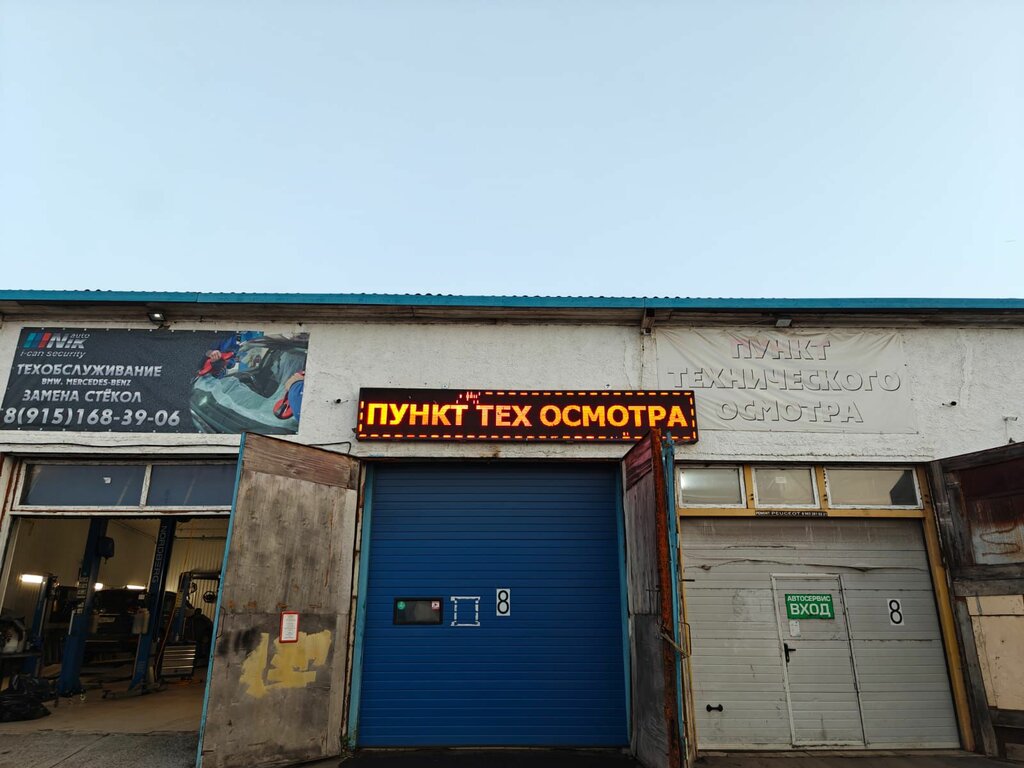 Nik auto
i-can security
ТЕХОБСЛУЖИВАНИЕ
BMW, MERCEDES-BENZ
ЗАМЕНА СТЁКОЛ
8(915)168-39-06
ПУНКТ ТЕХ ОСМОТРА
ПУНКТ
ТЕХНИЧЕСКОГО
ОСМОТРА
8
АВТОСЕРВИС
ВХОД
8